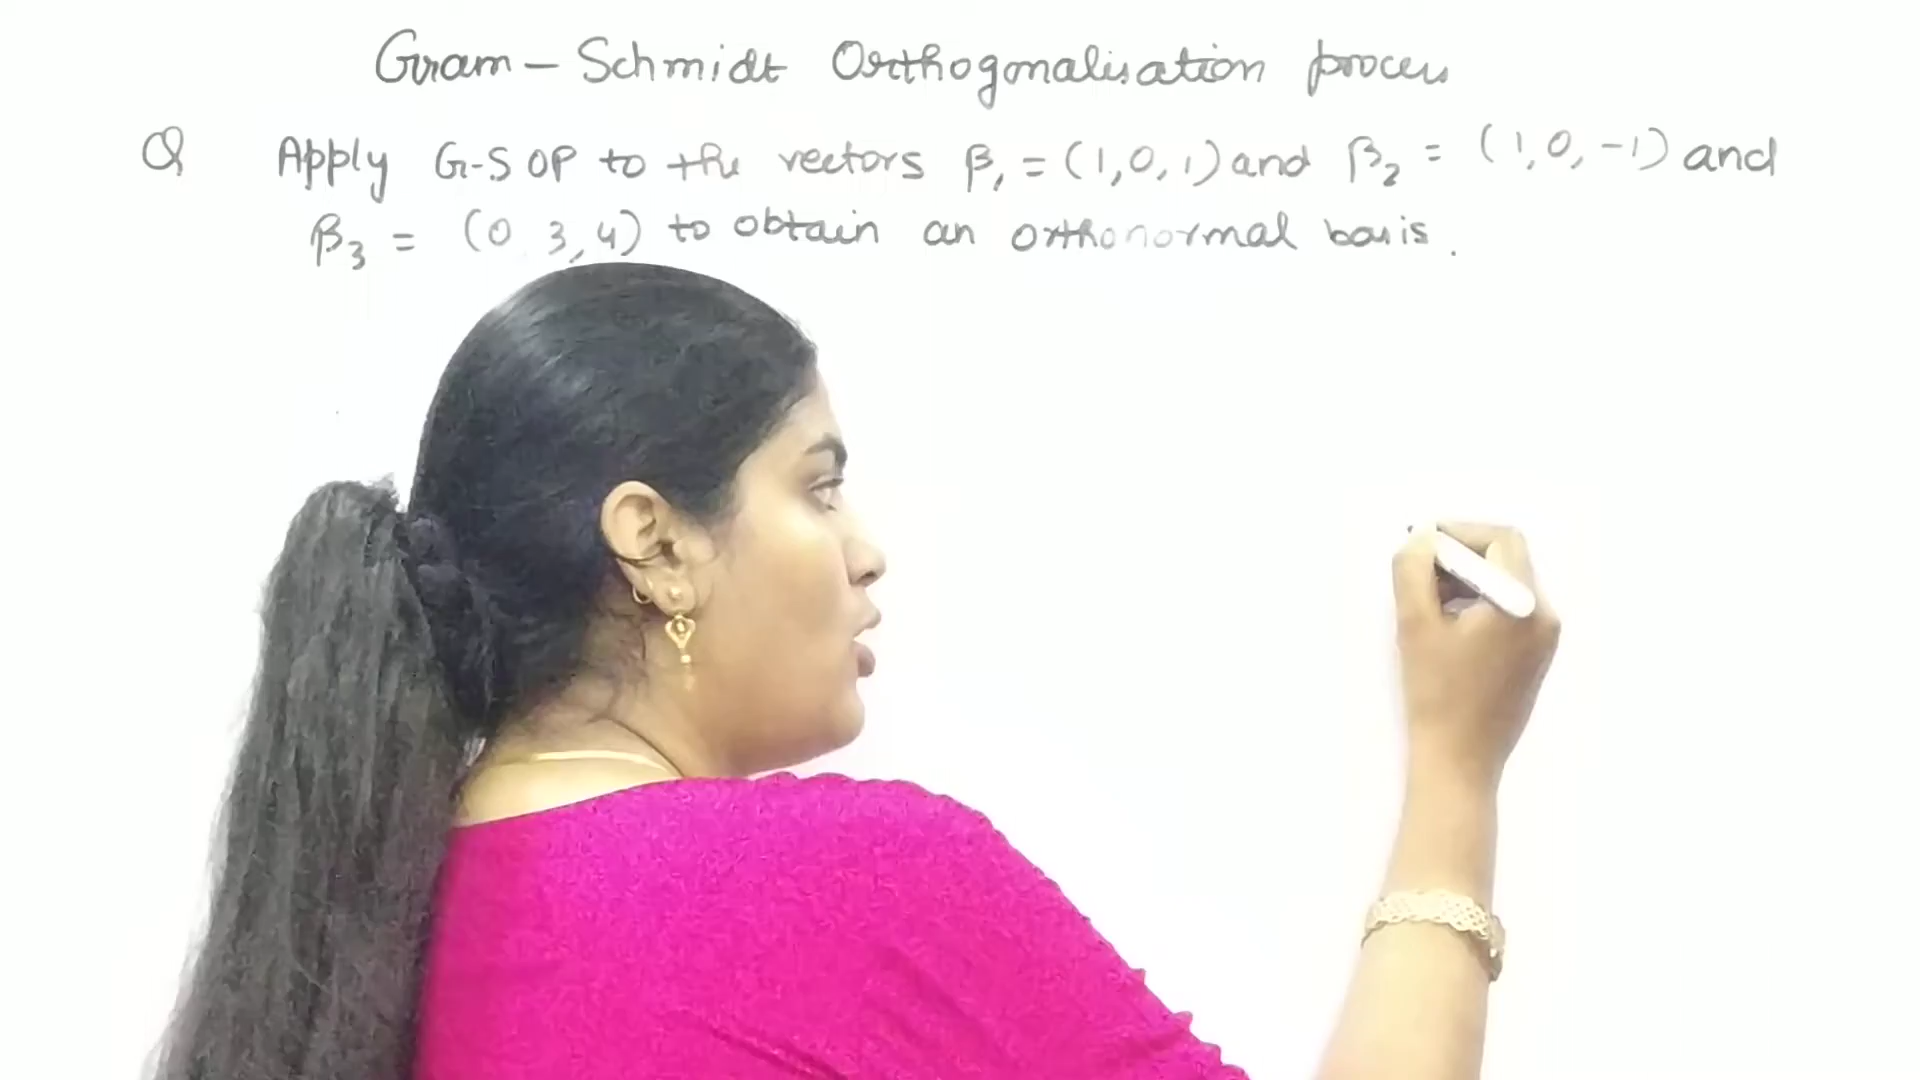 Gram - Schmidt Orthogonalisation process
Q Apply G-S OP to the vectors β₁ = (1,0,1) and β₂ = (1,0,-1) and
β₃ = (0 3,4) to obtain an orthonormal basis.